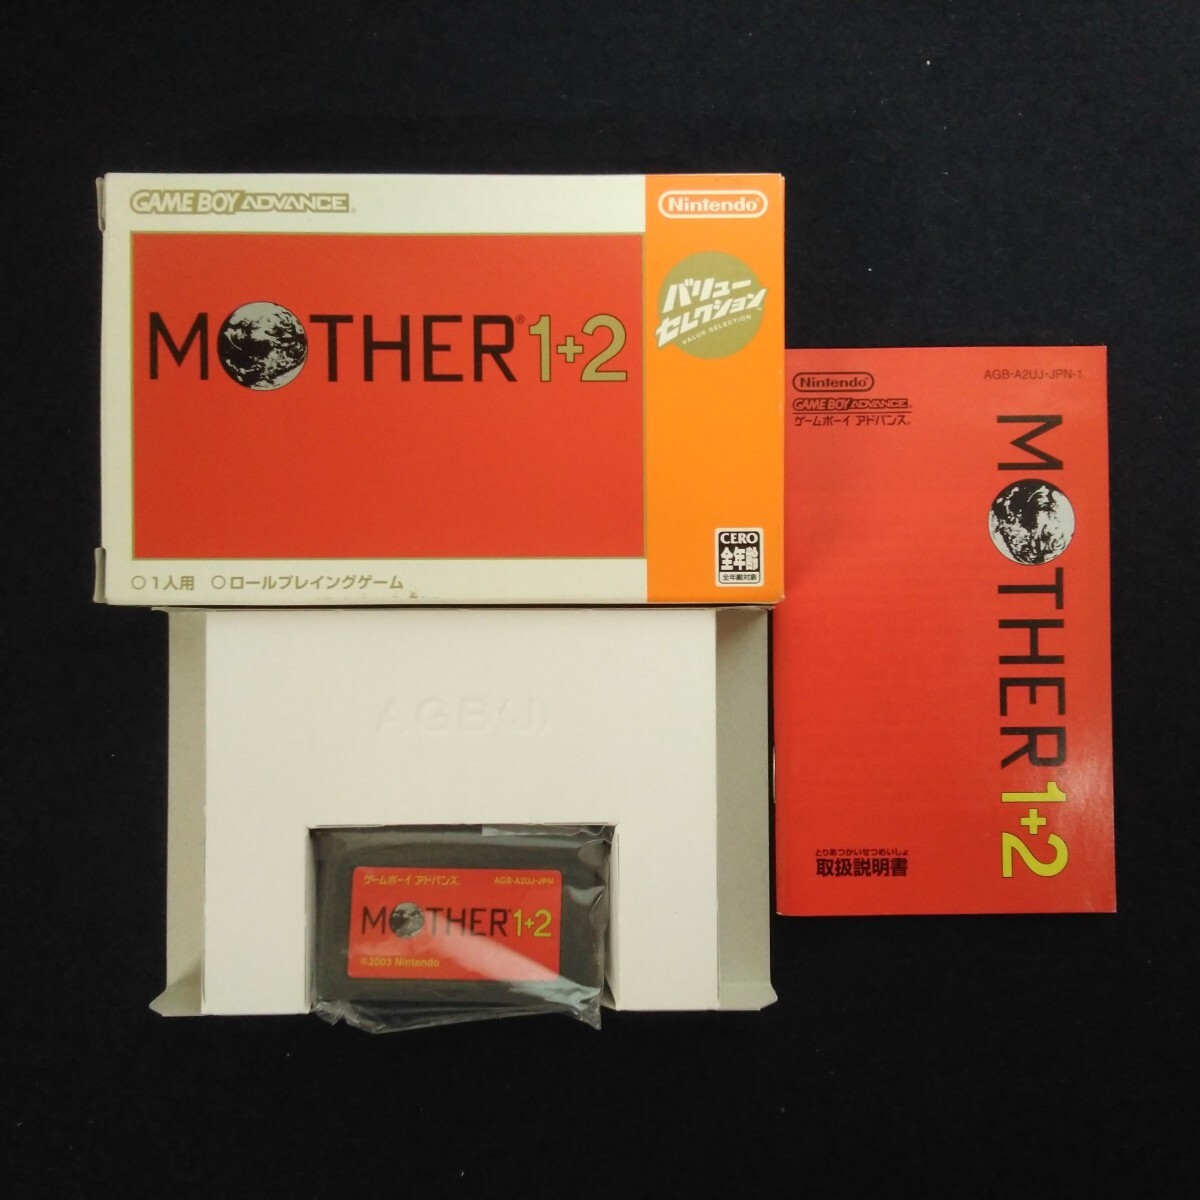 GAME BOY ADVANCE
MOTHER® 1+2
○1人用 ○ロールプレイングゲーム
Nintendo®
バリュー
セレクション™
VALUE SELECTION
CERO
全年齢
全年齢対象
Nintendo®
GAME BOY ADVANCE
ゲームボーイ アドバンス®
AGB-A2UJ-JPN-1
MOTHER 1+2
とりあつかいせつめいしょ
取扱説明書
AGB(J)
ゲームボーイ アドバンス
AGB-A2UJ-JPN
MOTHER® 1+2
©2003 Nintendo